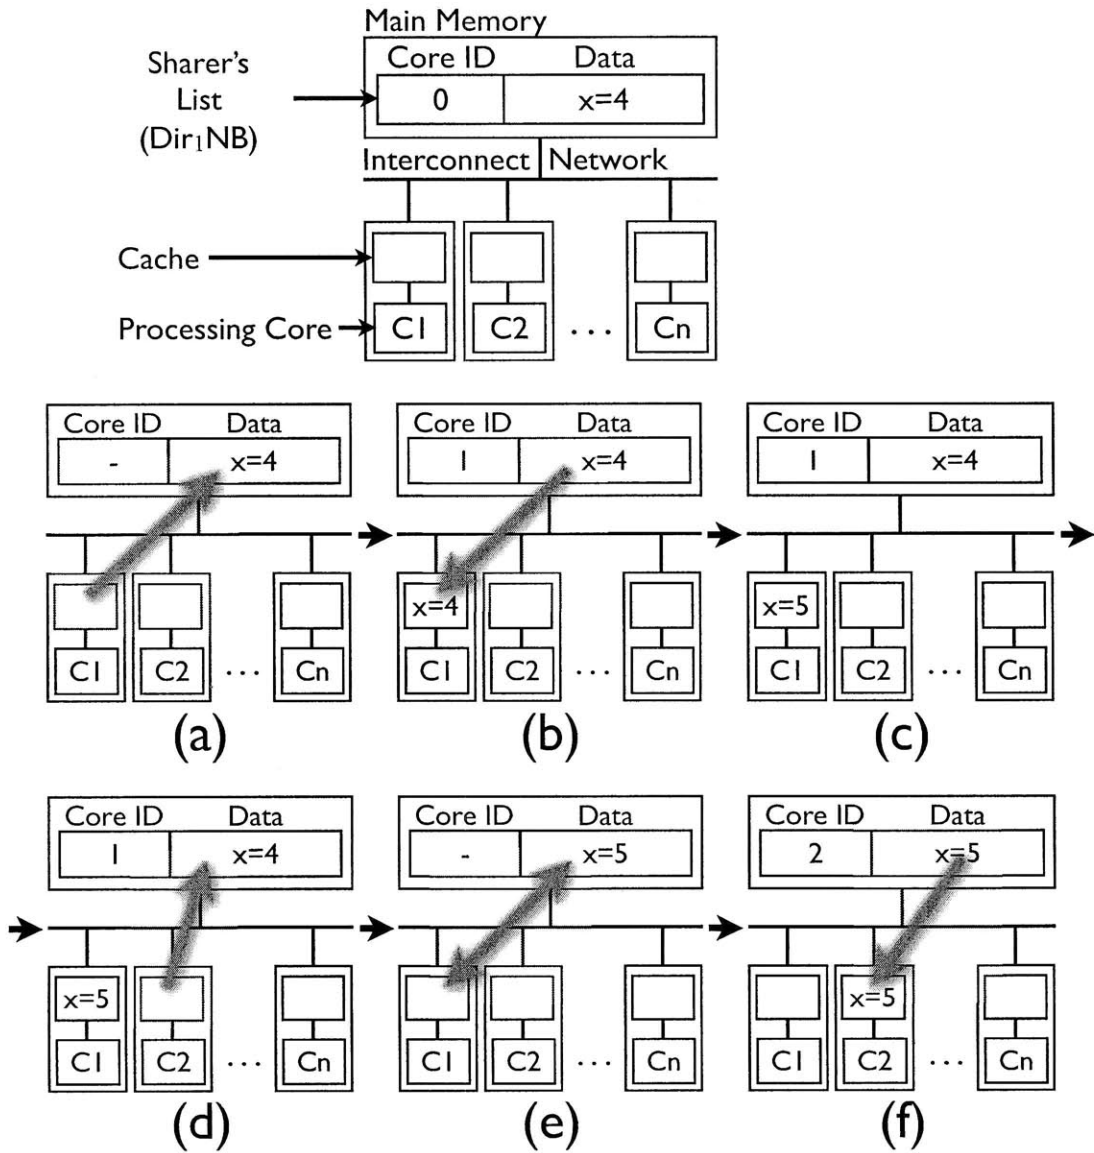 Main Memory
Core ID Data
Sharer's
List
(Dir₁NB)
0 x=4
Interconnect Network
Cache
Processing Core
C1 C2 ... Cn
Core ID Data
- x=4
C1 C2 ... Cn
(a)
Core ID Data
1 x=4
x=4
C1 C2 ... Cn
(b)
Core ID Data
1 x=4
x=5
C1 C2 ... Cn
(c)
Core ID Data
1 x=4
x=5
C1 C2 ... Cn
(d)
Core ID Data
- x=5
C1 C2 ... Cn
(e)
Core ID Data
2 x=5
x=5
C1 C2 ... Cn
(f)